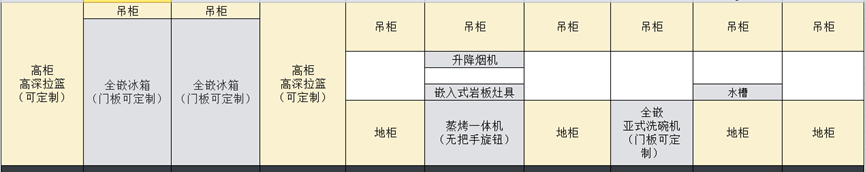 吊柜
吊柜
吊柜
吊柜
吊柜
吊柜
吊柜
吊柜
高柜
高深拉篮
（可定制）
全嵌冰箱
（门板可定制）
全嵌冰箱
（门板可定制）
高柜
高深拉篮
（可定制）
升降烟机
嵌入式岩板灶具
水槽
地柜
蒸烤一体机
（无把手旋钮）
地柜
全嵌
亚式洗碗机
（门板可定
制）
地柜
地柜